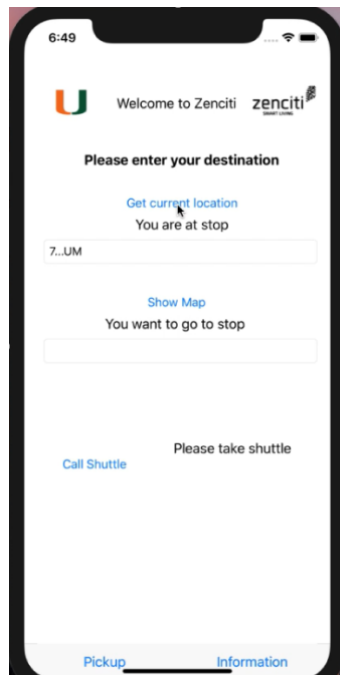 6:49
U Welcome to Zenciti zenciti
SMART LIVING
Please enter your destination
Get current location
You are at stop
7...UM
Show Map
You want to go to stop
Please take shuttle
Call Shuttle
Pickup Information